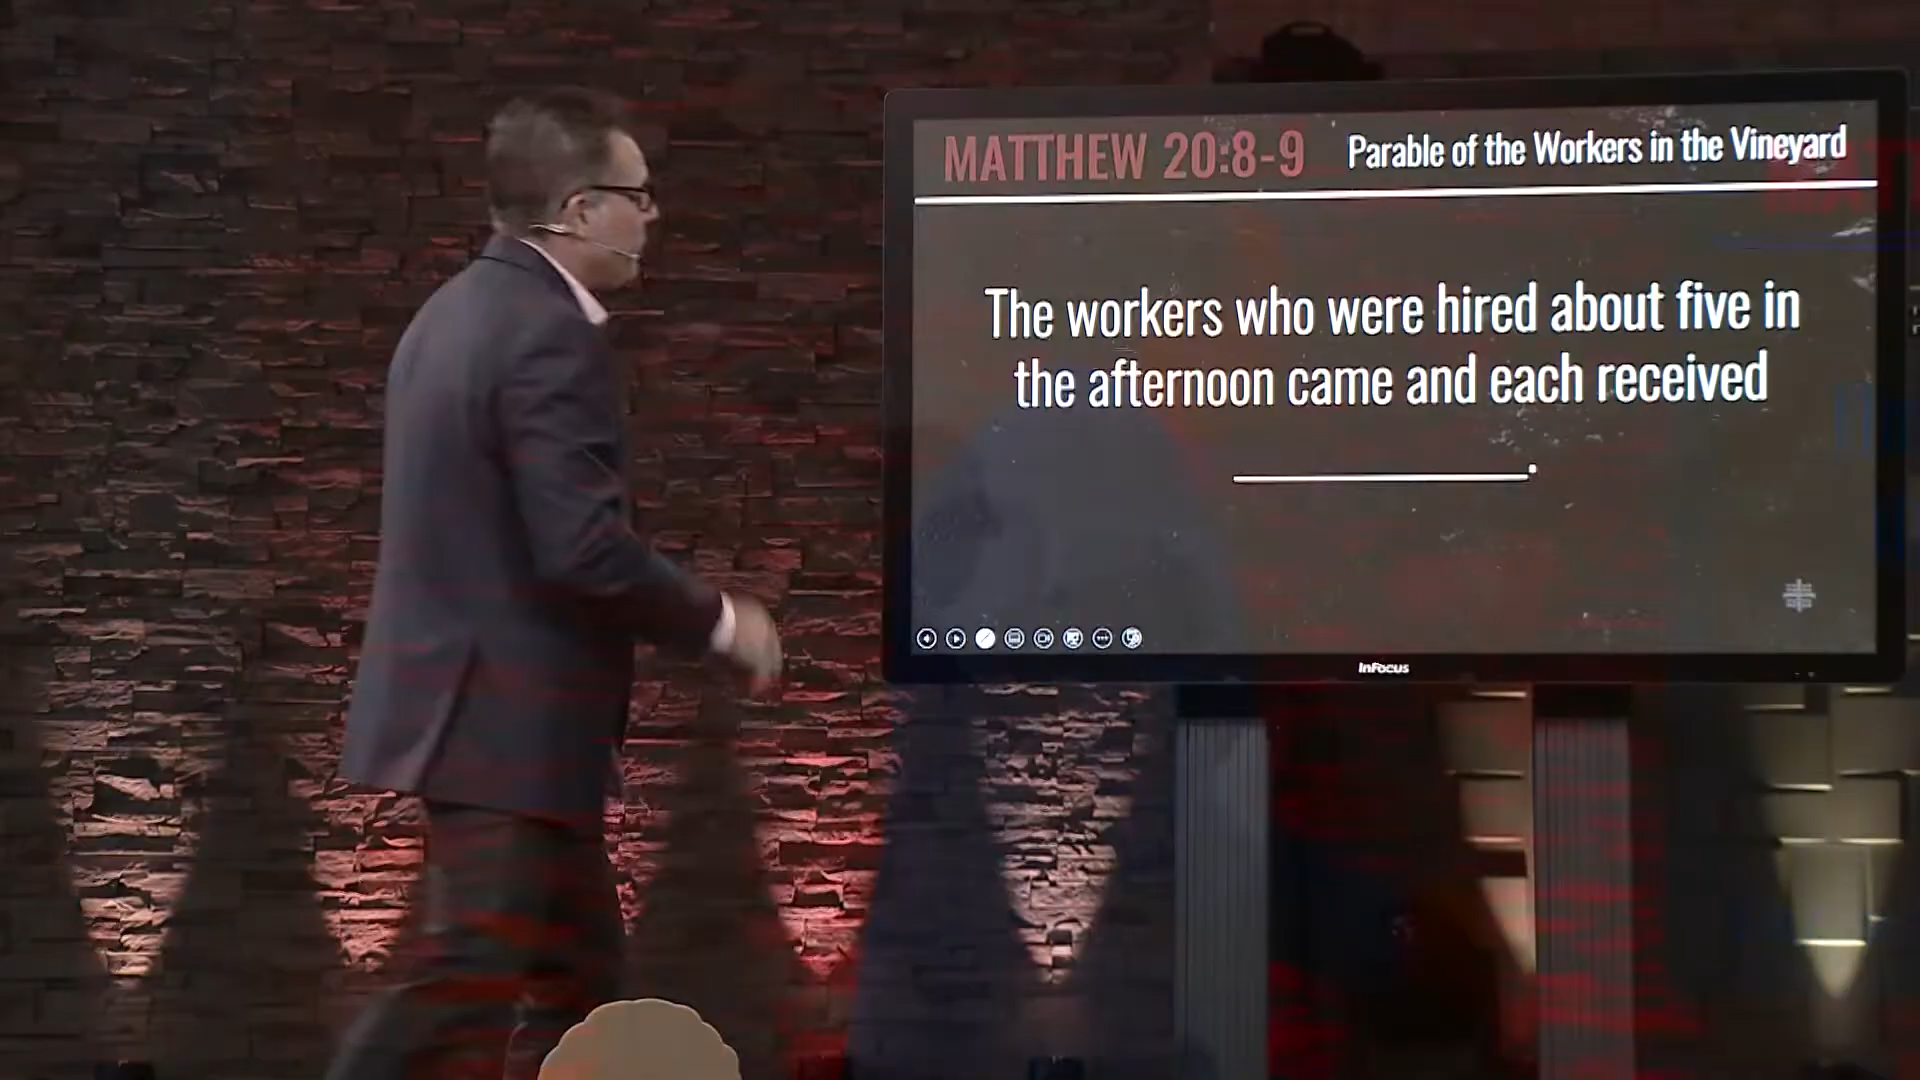 MATTHEW 20:8-9 Parable of the Workers in the Vineyard
The workers who were hired about five in
the afternoon came and each received
InFocus